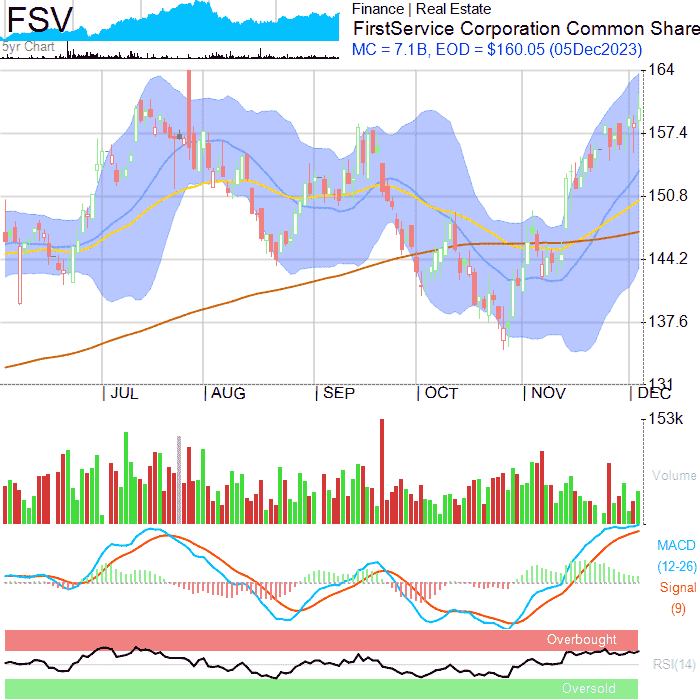 FSV
5yr Chart
Finance | Real Estate
FirstService Corporation Common Share
MC = 7.1B, EOD = $160.05 (05Dec2023)
164
157.4
150.8
144.2
137.6
131
JUL AUG SEP OCT NOV DEC
153k
Volume
MACD
(12-26)
Signal
(9)
Overbought
RSI(14)
Oversold